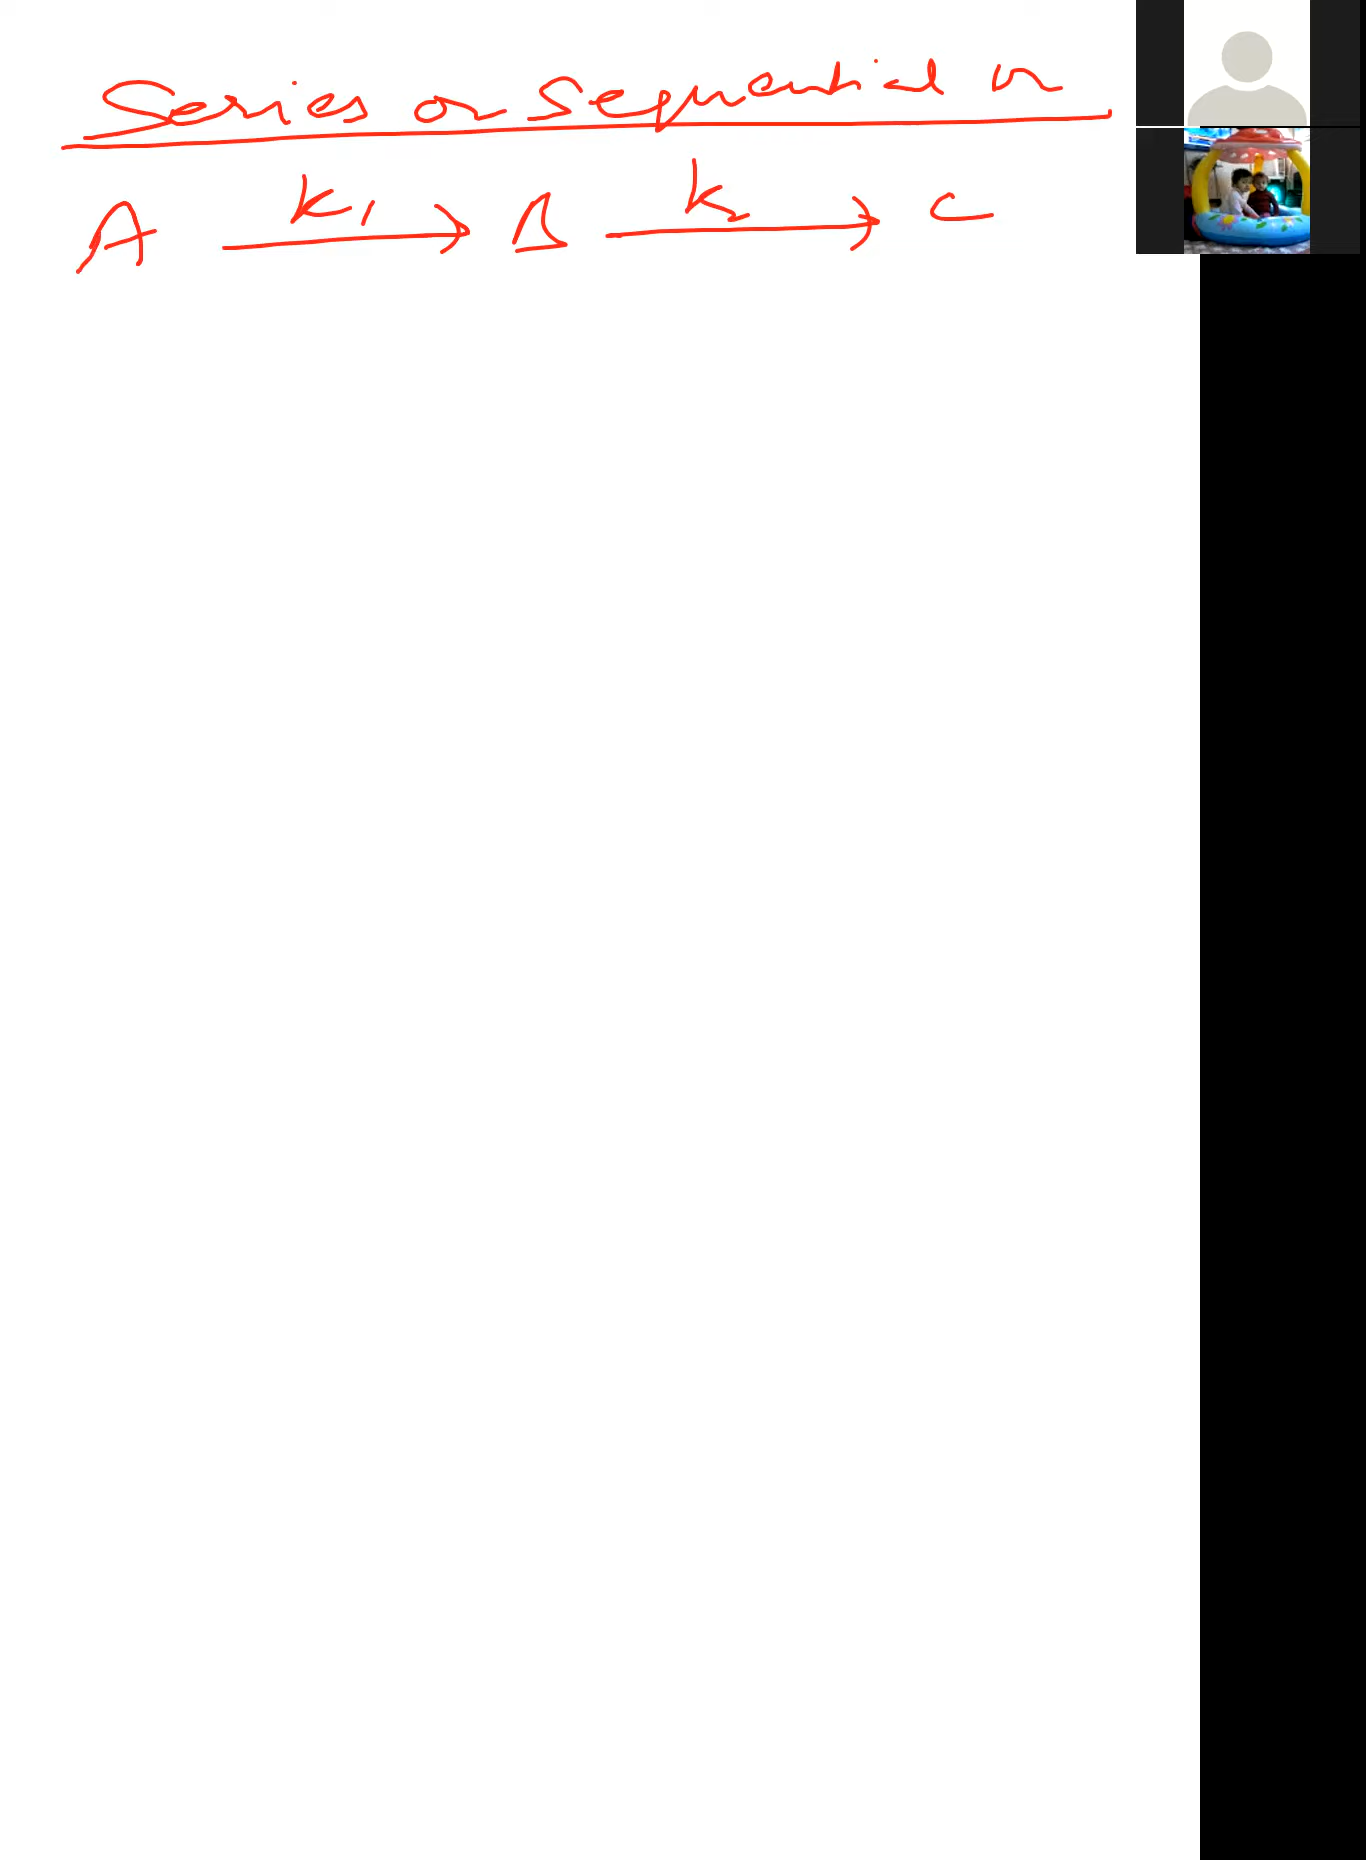 Series or Sequential rn
A k₁→ B k₂→ C